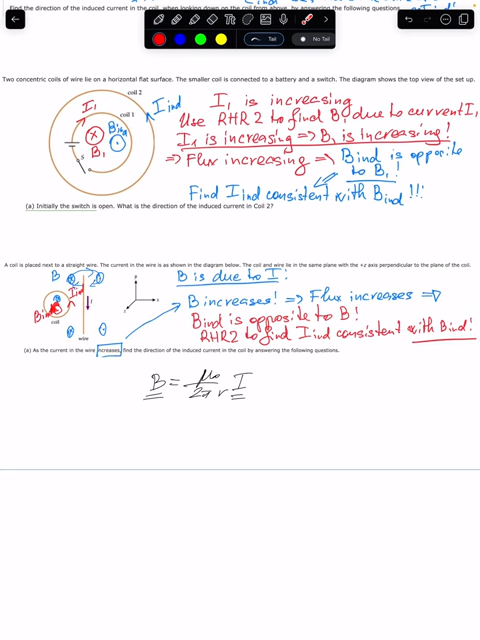 Find the direction of the induced current in the coil, when looking down on the coil from above, by answering the following questions.
Tail
No Tail
Two concentric coils of wire lie on a horizontal flat surface. The smaller coil is connected to a battery and a switch. The diagram shows the top view of the set up.
coil 2
I1
coil 1
I ind
Bind
B1
S
I1 is increasing
Use RHR 2 to find B1 due to current I1
I1 is increasing => B1 is increasing!
=> Flux increasing => Bind is opposite
to B1!
Find Iind consistent with Bind!!!
(a) Initially the switch is open. What is the direction of the induced current in Coil 2?
A coil is placed next to a straight wire. The current in the wire is as shown in the diagram below. The coil and wire lie in the same plane with the +z axis perpendicular to the plane of the coil.
B
Iind
Bind
I
coil
wire
y
x
z
B is due to I!
B increases! => Flux increases =>
Bind is opposite to B!
RHR2 to find Iind consistent with Bind!
(a) As the current in the wire increases, find the direction of the induced current in the coil by answering the following questions.
B = μ0/2π r I